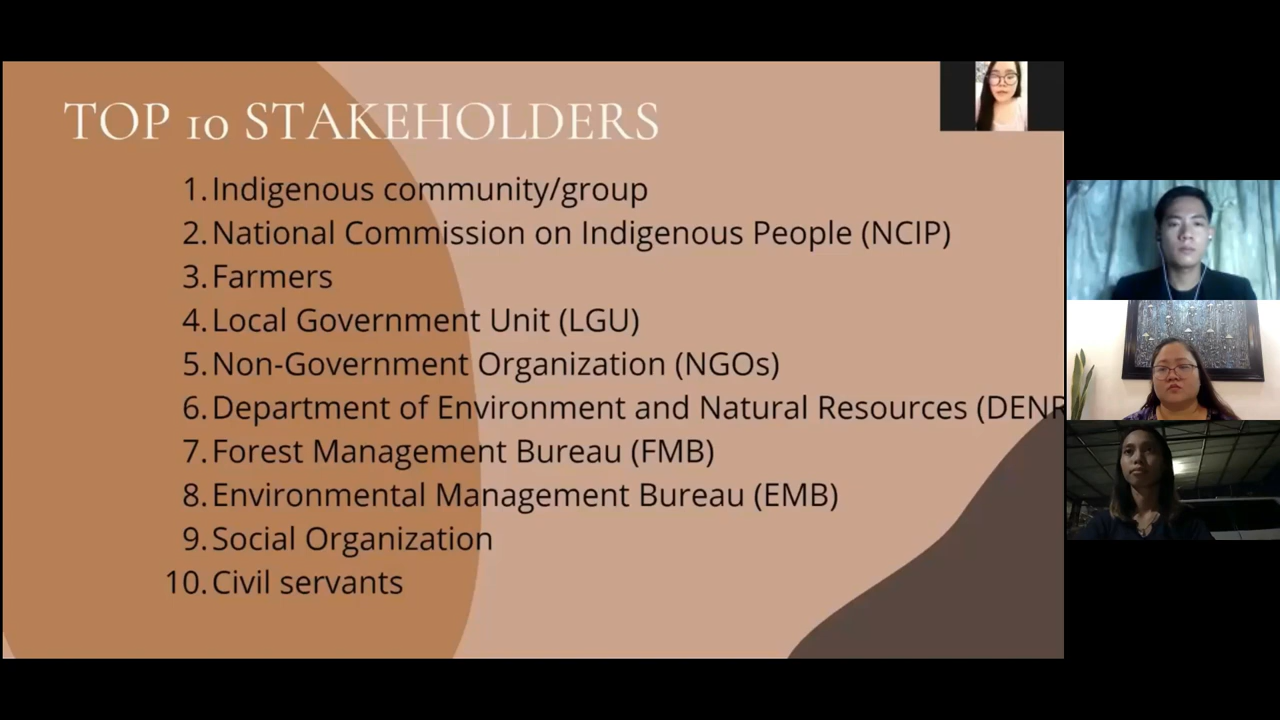 TOP 10 STAKEHOLDERS
1. Indigenous community/group
2. National Commission on Indigenous People (NCIP)
3. Farmers
4. Local Government Unit (LGU)
5. Non-Government Organization (NGOs)
6. Department of Environment and Natural Resources (DENR
7. Forest Management Bureau (FMB)
8. Environmental Management Bureau (EMB)
9. Social Organization
10. Civil servants